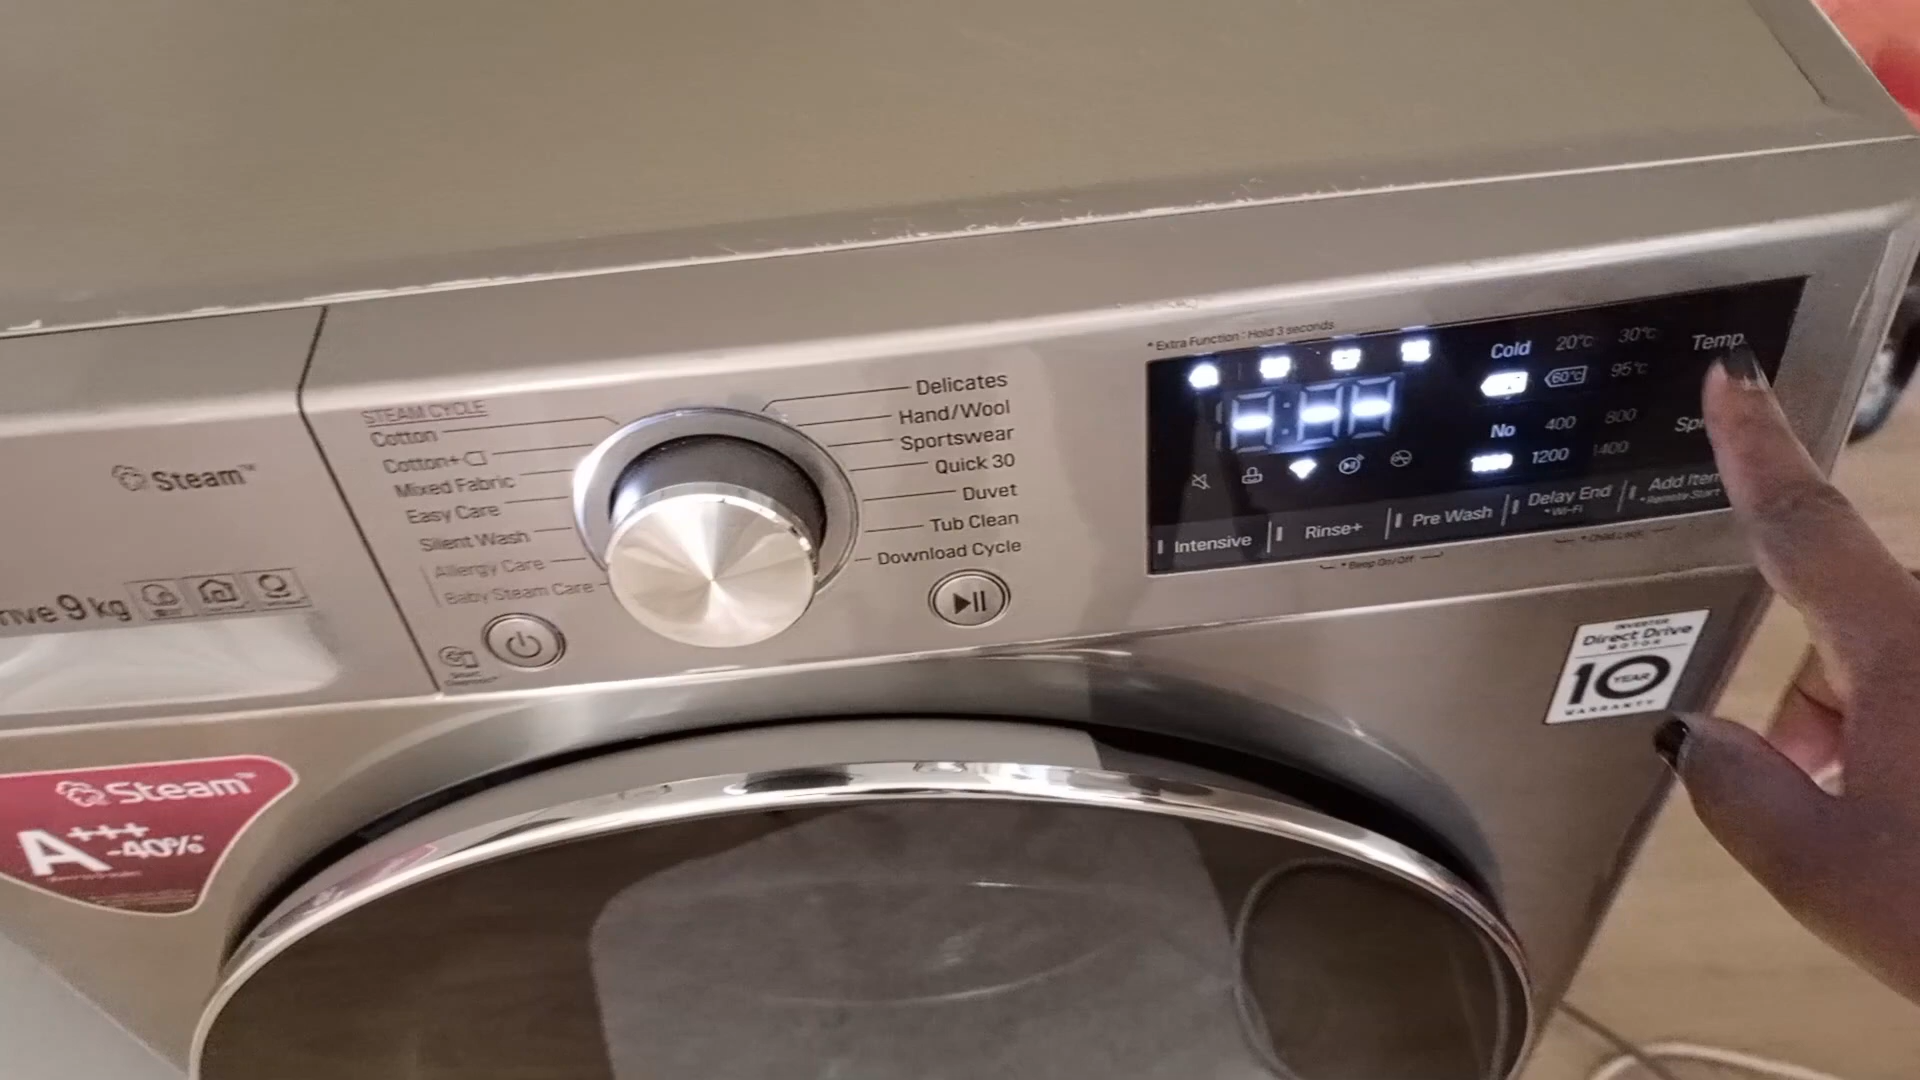 Steam™
rive 9 kg
STEAM CYCLE
Cotton
Cotton+
Mixed Fabric
Easy Care
Silent Wash
Allergy Care
Baby Steam Care
Delicates
Hand/Wool
Sportswear
Quick 30
Duvet
Tub Clean
Download Cycle
* Extra Function : Hold 3 seconds
Cold 20°C 30°C
60°C 95°C
No 400 800
1200 1400
Temp.
Intensive
Rinse+
Pre Wash
Delay End
* Wi-Fi
Add Item
* Remote Start
* Beep On/Off
* Child Lock
INVERTER
Direct Drive
MOTOR
10 YEAR
WARRANTY
Steam™
A+++
-40%